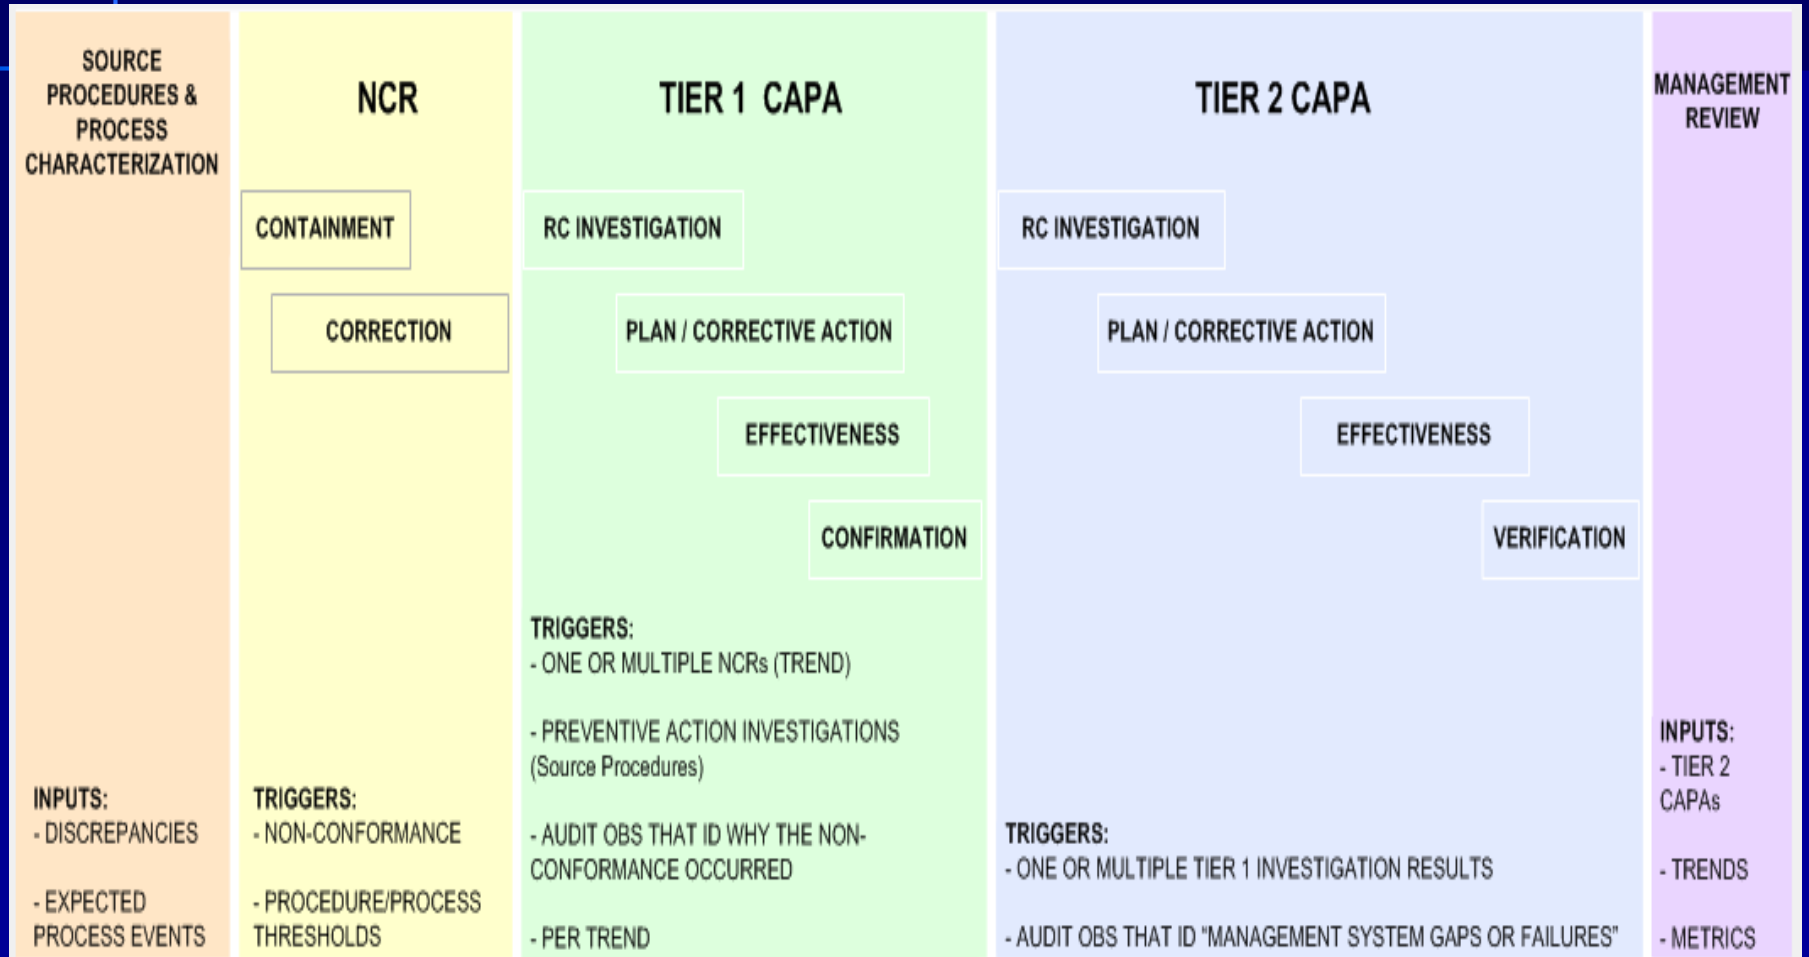 SOURCE
PROCEDURES &
PROCESS
CHARACTERIZATION
INPUTS:
- DISCREPANCIES
- EXPECTED
PROCESS EVENTS
NCR
CONTAINMENT
CORRECTION
TRIGGERS:
- NON-CONFORMANCE
- PROCEDURE/PROCESS
THRESHOLDS
TIER 1 CAPA
RC INVESTIGATION
PLAN / CORRECTIVE ACTION
EFFECTIVENESS
CONFIRMATION
TRIGGERS:
- ONE OR MULTIPLE NCRs (TREND)
- PREVENTIVE ACTION INVESTIGATIONS
(Source Procedures)
- AUDIT OBS THAT ID WHY THE NON-
CONFORMANCE OCCURRED
- PER TREND
TIER 2 CAPA
RC INVESTIGATION
PLAN / CORRECTIVE ACTION
EFFECTIVENESS
VERIFICATION
TRIGGERS:
- ONE OR MULTIPLE TIER 1 INVESTIGATION RESULTS
- AUDIT OBS THAT ID “MANAGEMENT SYSTEM GAPS OR FAILURES”
MANAGEMENT
REVIEW
INPUTS:
- TIER 2
CAPAs
- TRENDS
- METRICS